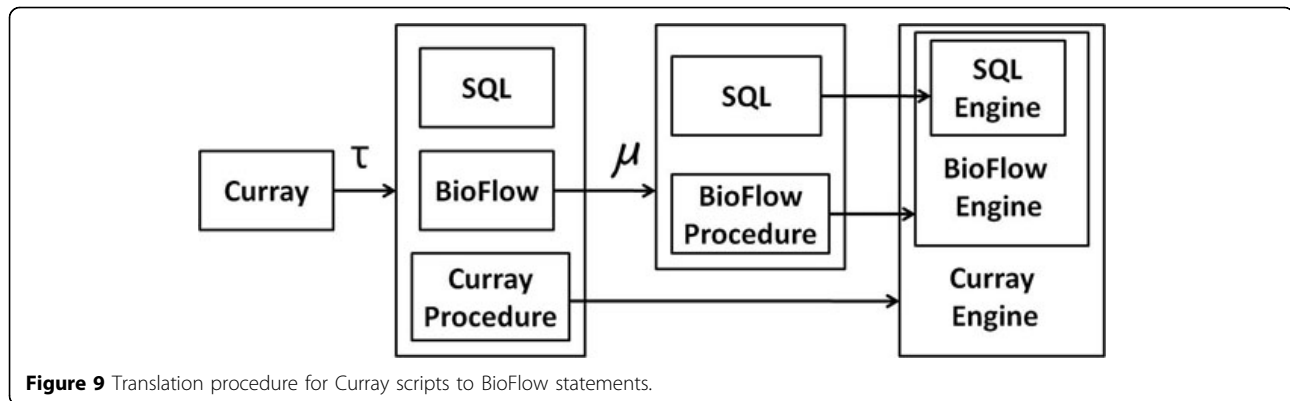 Curray
τ
SQL
BioFlow
Curray
Procedure
μ
SQL
BioFlow
Procedure
SQL
Engine
BioFlow
Engine
Curray
Engine
Figure 9 Translation procedure for Curray scripts to BioFlow statements.